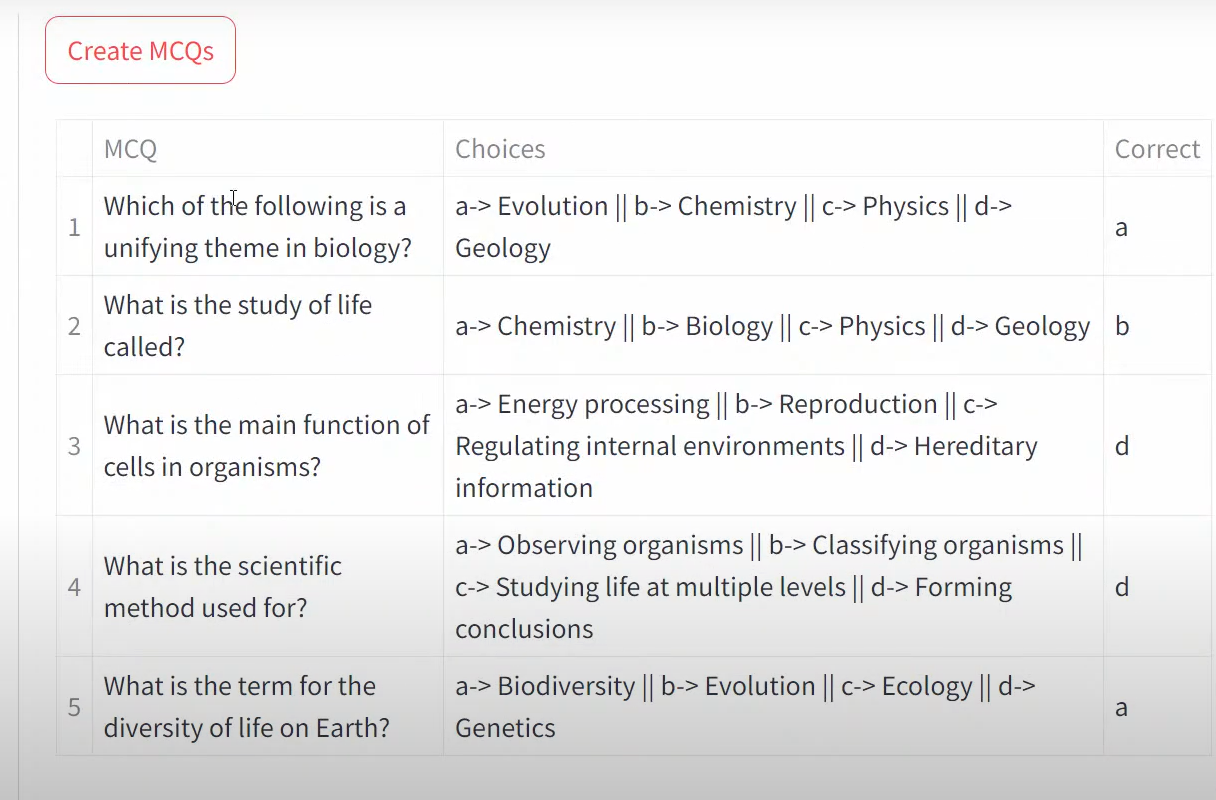 Create MCQs
MCQ
Choices
Correct
1
Which of the following is a
unifying theme in biology?
a-> Evolution || b-> Chemistry || c-> Physics || d->
Geology
a
2
What is the study of life
called?
a-> Chemistry || b-> Biology || c-> Physics || d-> Geology
b
3
What is the main function of
cells in organisms?
a-> Energy processing || b-> Reproduction || c->
Regulating internal environments || d-> Hereditary
information
d
4
What is the scientific
method used for?
a-> Observing organisms || b-> Classifying organisms ||
c-> Studying life at multiple levels || d-> Forming
conclusions
d
5
What is the term for the
diversity of life on Earth?
a-> Biodiversity || b-> Evolution || c-> Ecology || d->
Genetics
a